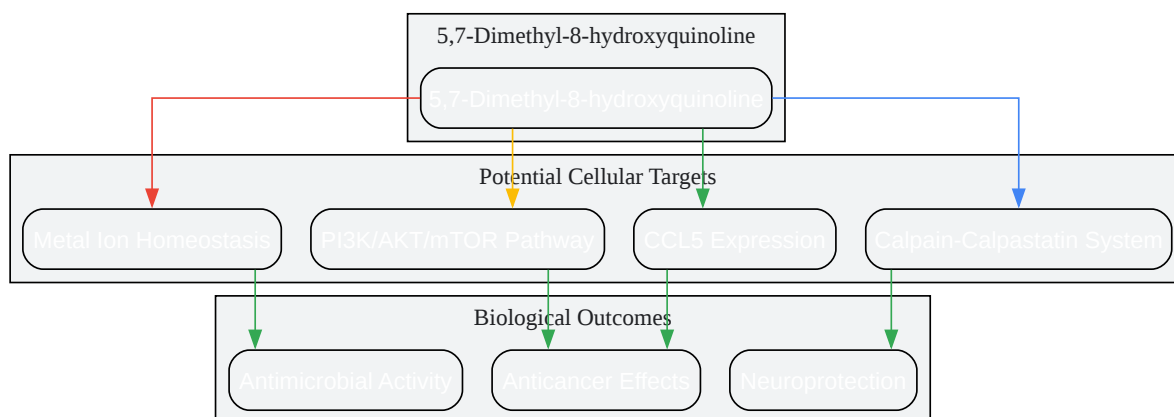 5,7-Dimethyl-8-hydroxyquinoline
5,7-Dimethyl-8-hydroxyquinoline
Potential Cellular Targets
Metal Ion Homeostasis
PI3K/AKT/mTOR Pathway
CCL5 Expression
Calpain-Calpastatin System
Biological Outcomes
Antimicrobial Activity
Anticancer Effects
Neuroprotection